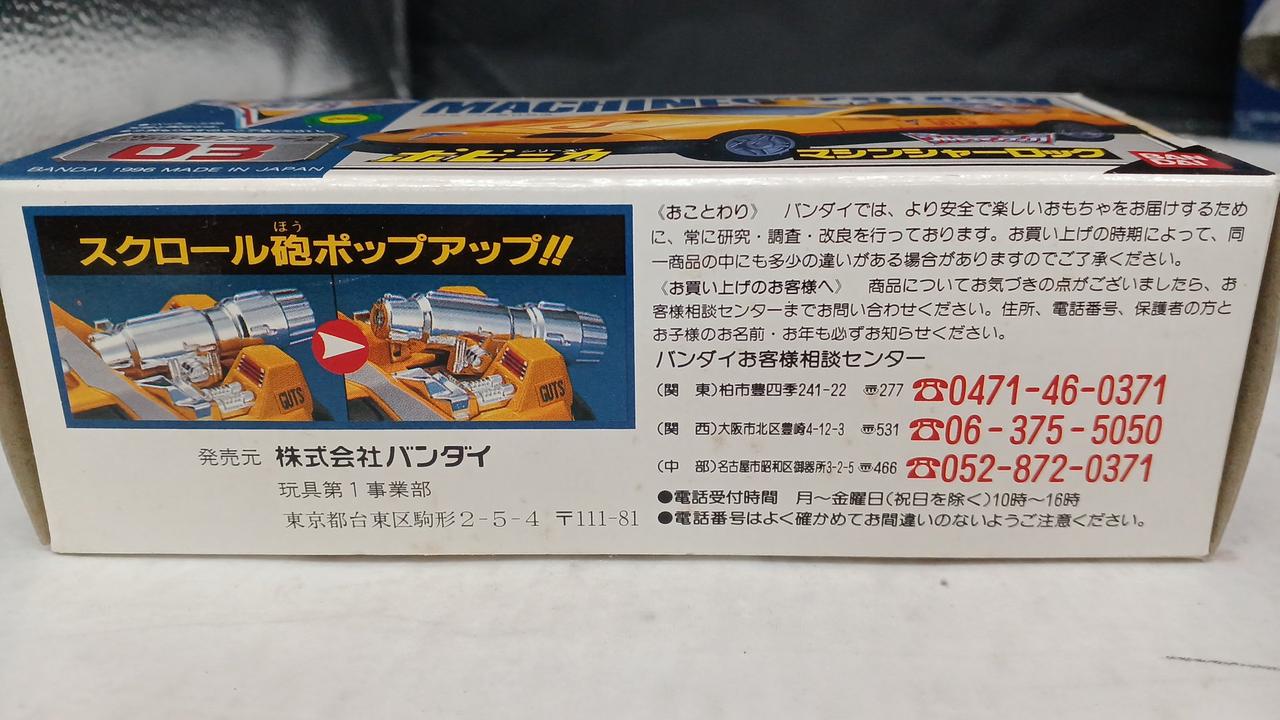 03
BANDAI 1996 MADE IN JAPAN
ポピニカ
シリーズ
マシンシャーロック
BAN
DAI
ほう
スクロール砲ポップアップ!!
GUTS
GUTS
発売元 株式会社バンダイ
玩具第1事業部
東京都台東区駒形2-5-4 〒111-81
《おことわり》 バンダイでは、より安全で楽しいおもちゃをお届けするため
に、常に研究・調査・改良を行っております。お買い上げの時期によって、同
一商品の中にも多少の違いがある場合がありますのでご了承ください。
《お買い上げのお客様へ》 商品についてお気づきの点がございましたら、お
客様相談センターまでお問い合わせください。住所、電話番号、保護者の方と
お子様のお名前・お年も必ずお知らせください。
バンダイお客様相談センター
(関 東)柏市豊四季241-22 〠277 ☎0471-46-0371
(関 西)大阪市北区豊崎4-12-3 〠531 ☎06-375-5050
(中 部)名古屋市昭和区御器所3-2-5 〠466 ☎052-872-0371
●電話受付時間 月〜金曜日(祝日を除く)10時〜16時
●電話番号はよく確かめてお間違いのないようご注意ください。